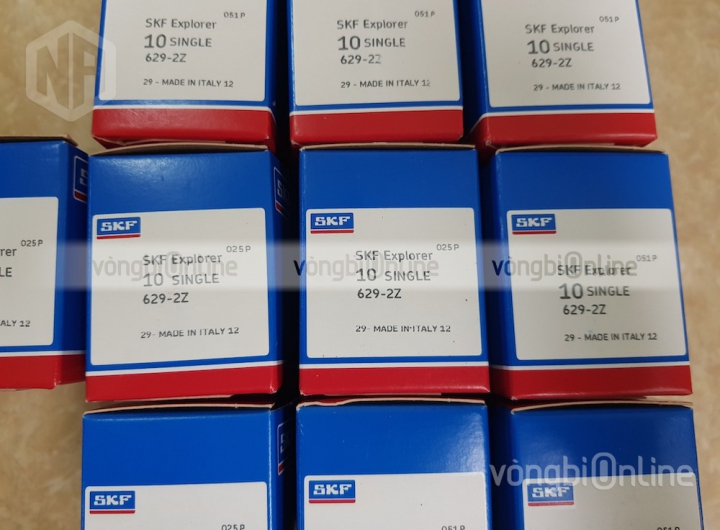 NF
051P
SKF Explorer
10 SINGLE
629-2Z
29 - MADE IN ITALY 12
SKF Explorer
10 SINGLE
629-2Z
29 - MADE IN ITALY 12
051P
SKF Explorer
10 SINGLE
629-2Z
29 - MADE IN ITALY 12
025P
rer
LE
ALY 12
SKF
025P
SKF Explorer
10 SINGLE
629-2Z
29- MADE IN ITALY 12
SKF
025P
SKF Explorer
10 SINGLE
629-2Z
29- MADE IN ITALY 12
SKF
051P
SKF Explorer
10 SINGLE
629-2Z
29 - MADE IN ITALY 12
vòngbiOnline
vòngbiOnline
vòngbiOnline
SKF
025P
SKF
051P
SKF
vòngbiOnline